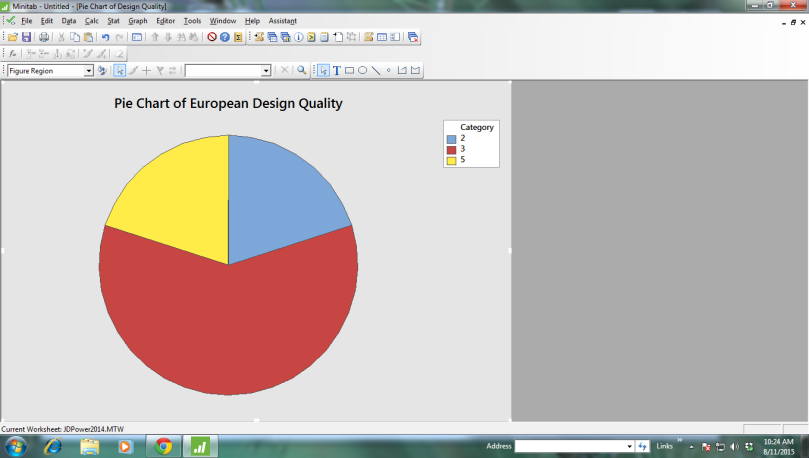 Minitab - Untitled - [Pie Chart of Design Quality]
File Edit Data Calc Stat Graph Editor Tools Window Help Assistant
Figure Region
Pie Chart of European Design Quality
Category
2
3
5
Current Worksheet: JDPower2014.MTW
Address Links 10:24 AM
8/11/2015